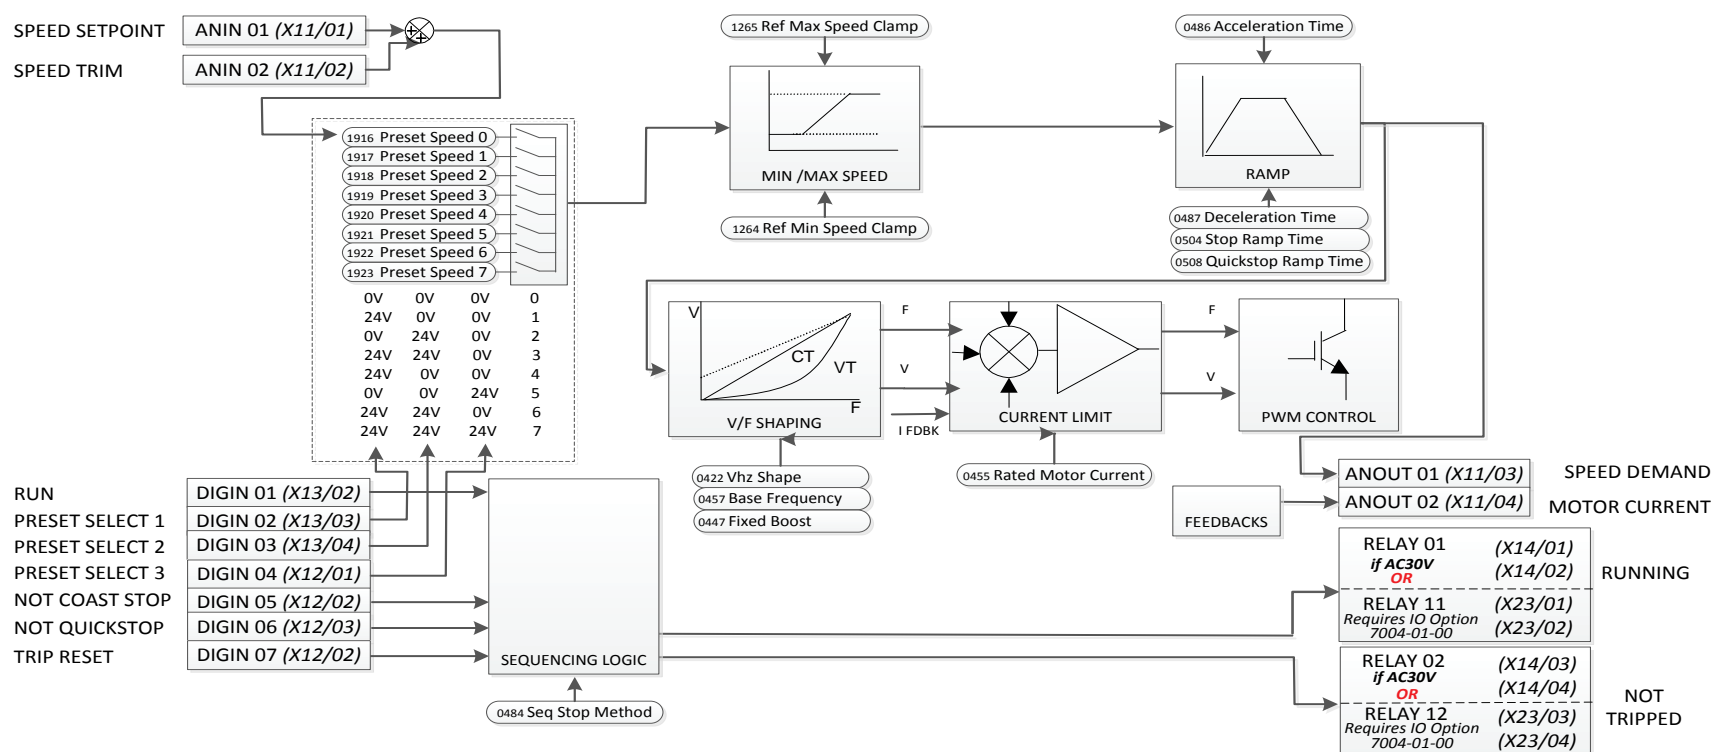 SPEED SETPOINT
ANIN 01 (X11/01)
SPEED TRIM
ANIN 02 (X11/02)
+
+
1265 Ref Max Speed Clamp
MIN /MAX SPEED
1264 Ref Min Speed Clamp
0486 Acceleration Time
RAMP
0487 Deceleration Time
0504 Stop Ramp Time
0508 Quickstop Ramp Time
1916 Preset Speed 0
1917 Preset Speed 1
1918 Preset Speed 2
1919 Preset Speed 3
1920 Preset Speed 4
1921 Preset Speed 5
1922 Preset Speed 6
1923 Preset Speed 7
0V 0V 0V 0
24V 0V 0V 1
0V 24V 0V 2
24V 24V 0V 3
24V 0V 0V 4
0V 0V 24V 5
24V 24V 0V 6
24V 24V 24V 7
V
CT
VT
F
V/F SHAPING
0422 Vhz Shape
0457 Base Frequency
0447 Fixed Boost
F
V
I FDBK
CURRENT LIMIT
0455 Rated Motor Current
F
V
PWM CONTROL
RUN
DIGIN 01 (X13/02)
PRESET SELECT 1
DIGIN 02 (X13/03)
PRESET SELECT 2
DIGIN 03 (X13/04)
PRESET SELECT 3
DIGIN 04 (X12/01)
NOT COAST STOP
DIGIN 05 (X12/02)
NOT QUICKSTOP
DIGIN 06 (X12/03)
TRIP RESET
DIGIN 07 (X12/02)
SEQUENCING LOGIC
0484 Seq Stop Method
FEEDBACKS
ANOUT 01 (X11/03)
SPEED DEMAND
ANOUT 02 (X11/04)
MOTOR CURRENT
RELAY 01 (X14/01)
if AC30V (X14/02)
OR
RUNNING
RELAY 11 (X23/01)
Requires IO Option
7004-01-00 (X23/02)
RELAY 02 (X14/03)
if AC30V
OR (X14/04)
NOT
TRIPPED
RELAY 12 (X23/03)
Requires IO Option
7004-01-00 (X23/04)